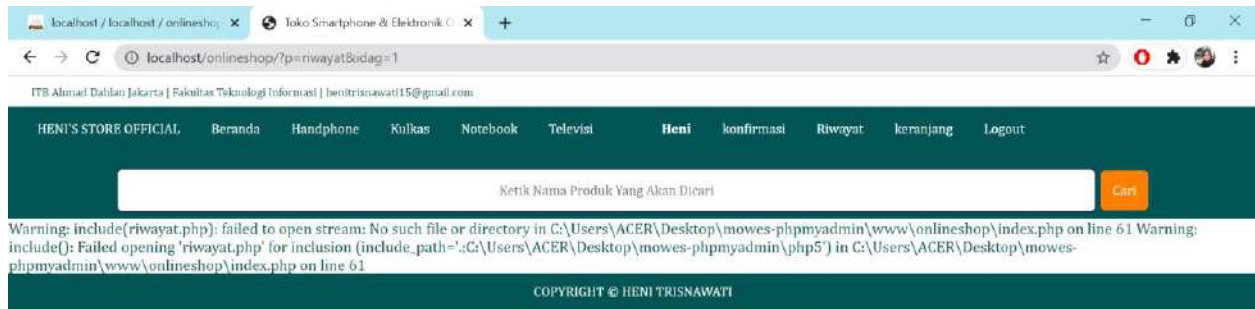 localhost / localhost / onlineshop
Toko Smartphone & Elektronik O
localhost/onlineshop/?p=riwayat&idag=1
ITB Ahmad Dahlan Jakarta | Fakultas Teknologi Informasi | henitrisnawati15@gmail.com
HENI'S STORE OFFICIAL Beranda Handphone Kulkas Notebook Televisi Heni konfirmasi Riwayat keranjang Logout
Ketik Nama Produk Yang Akan Dicari Cari
Warning: include(riwayat.php): failed to open stream: No such file or directory in C:\Users\ACER\Desktop\mowes-phpmyadmin\www\onlineshop\index.php on line 61 Warning:
include(): Failed opening 'riwayat.php' for inclusion (include_path='.;C:\Users\ACER\Desktop\mowes-phpmyadmin\php5') in C:\Users\ACER\Desktop\mowes-
phpmyadmin\www\onlineshop\index.php on line 61
COPYRIGHT © HENI TRISNAWATI